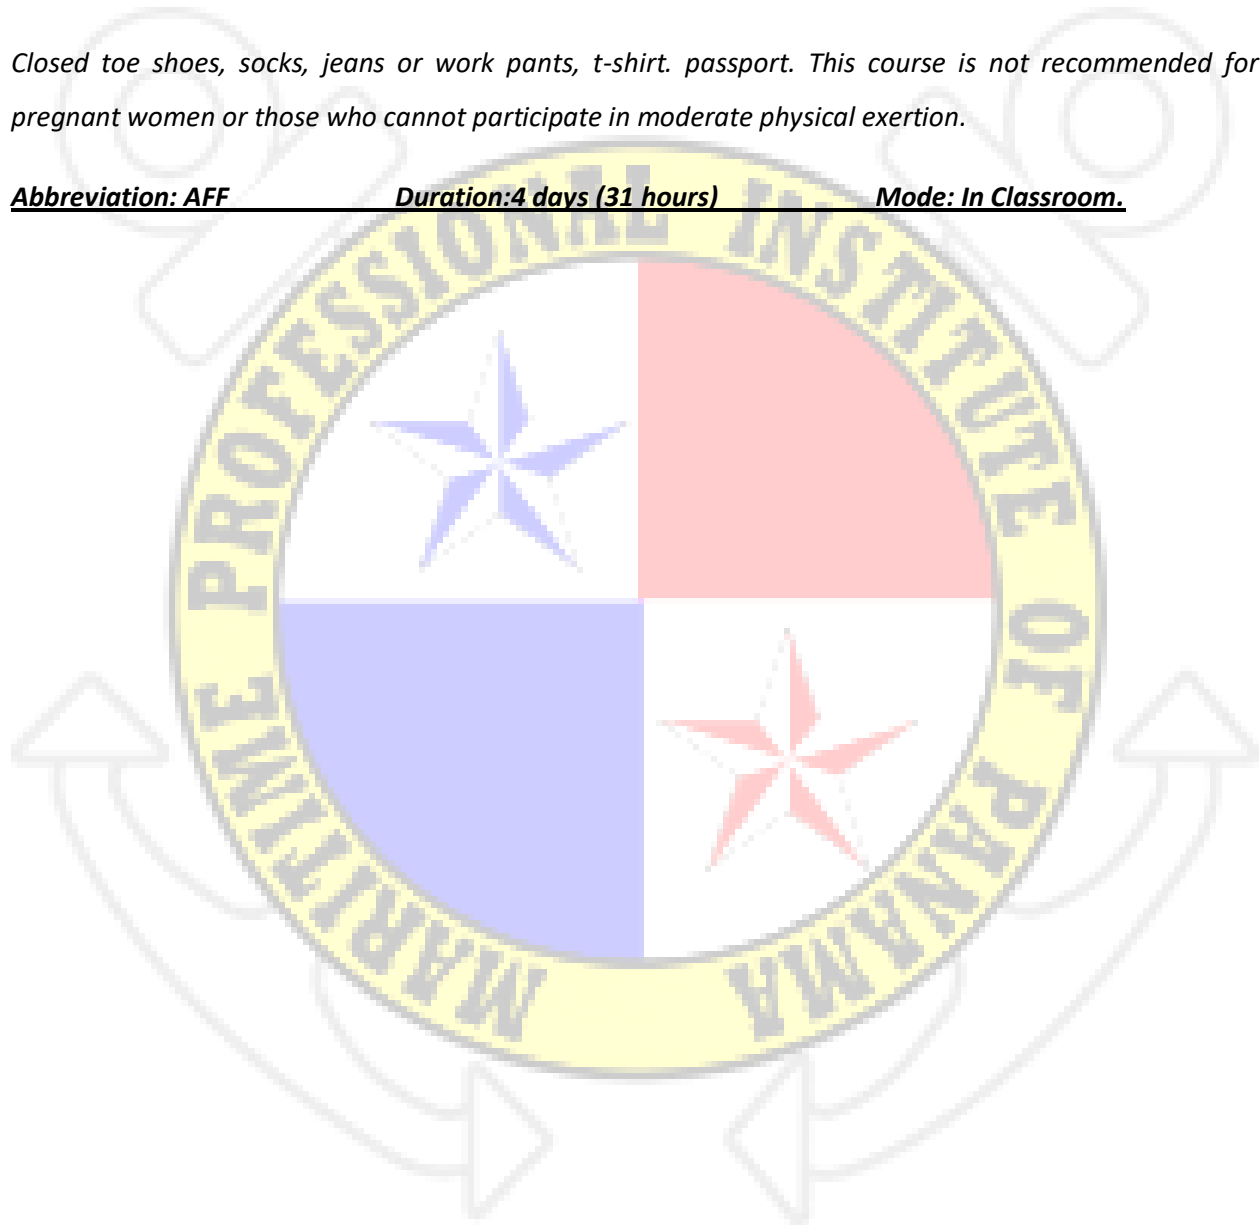 Closed toe shoes, socks, jeans or work pants, t-shirt. passport. This course is not recommended for
pregnant women or those who cannot participate in moderate physical exertion.
Abbreviation: AFF Duration:4 days (31 hours) Mode: In Classroom.
MARITIME PROFESSIONAL INSTITUTE OF PANAMA